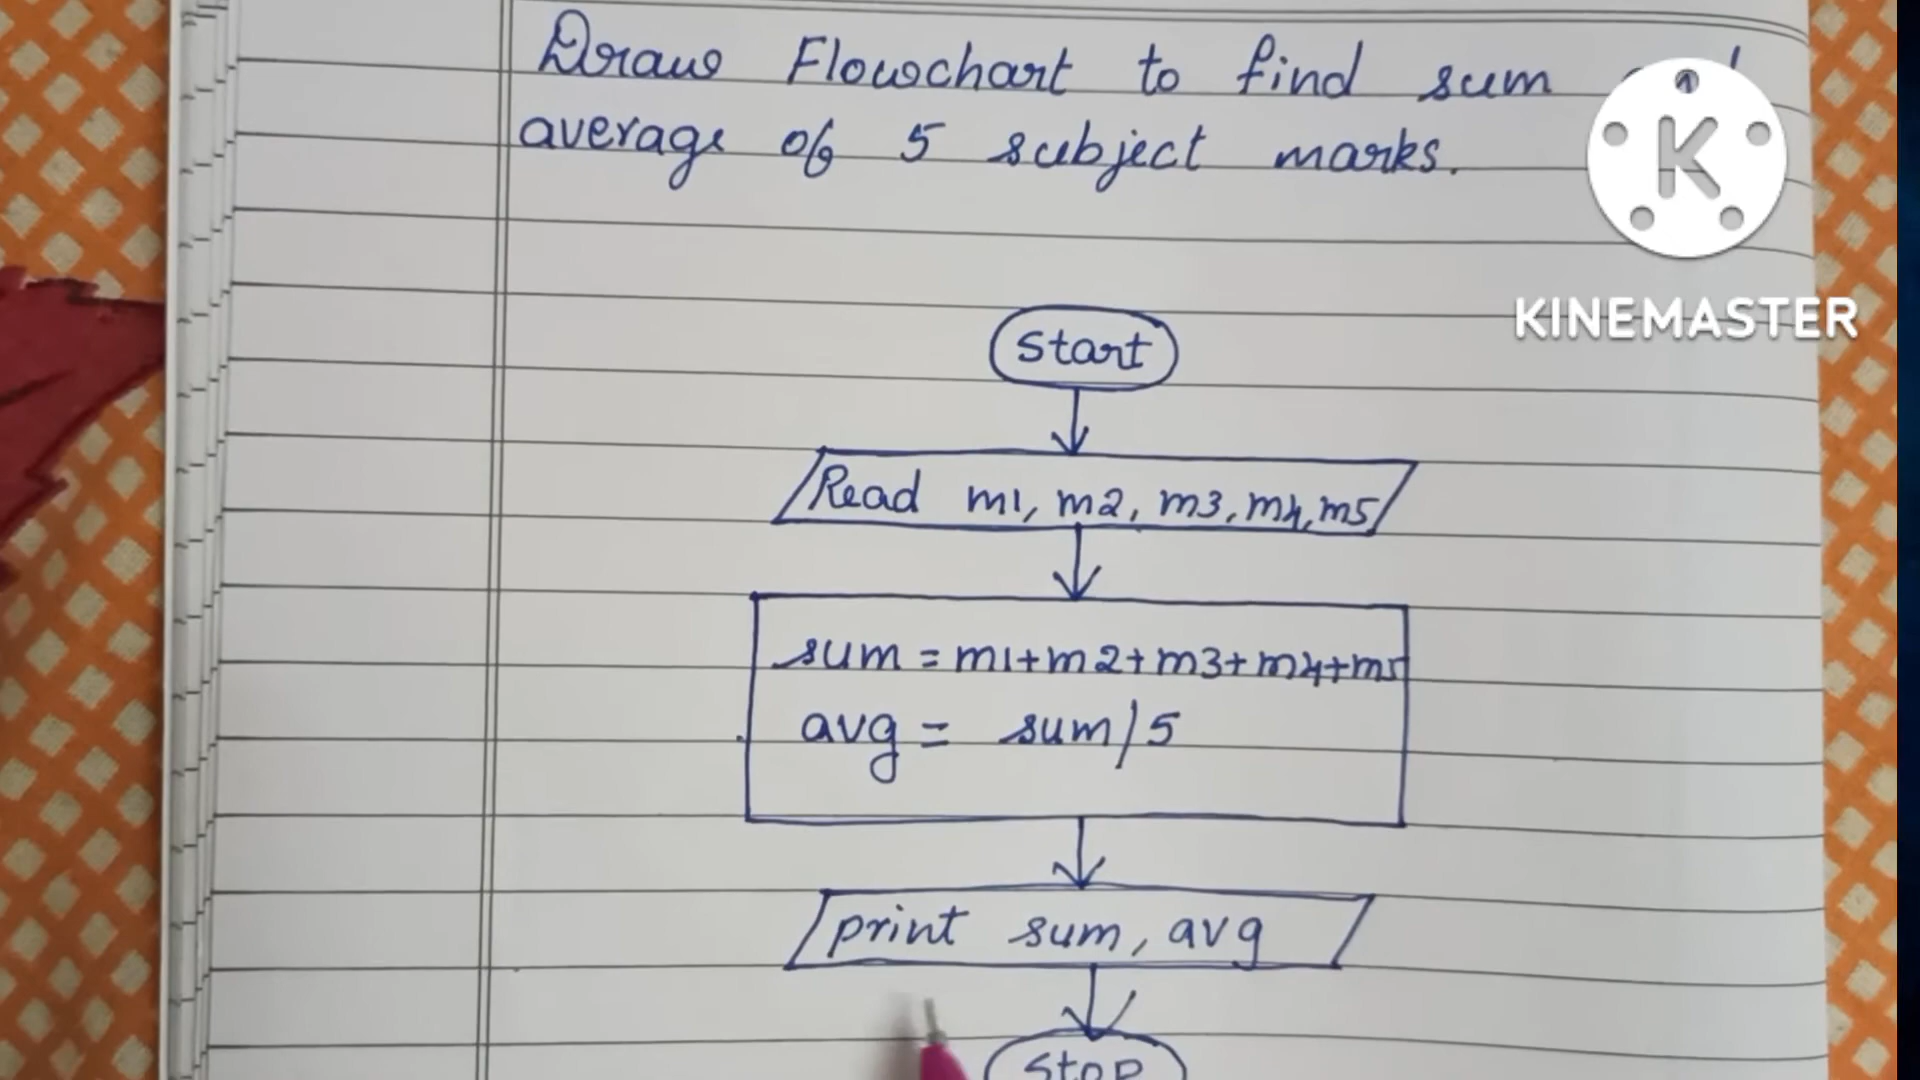 Draw Flowchart to find sum
average of 5 subject marks.
KINEMASTER
Start
Read m1, m2, m3, m4, m5
sum = m1+m2+m3+m4+m5
avg = sum/5
print sum, avg
Stop